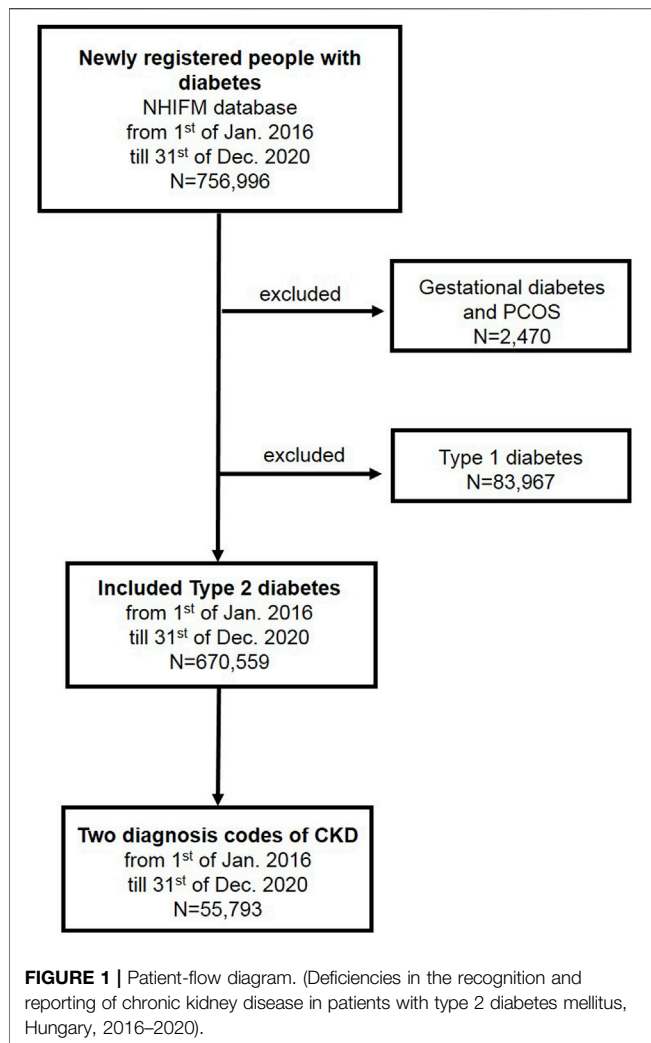 Newly registered people with
diabetes
NHIFM database
from 1st of Jan. 2016
till 31st of Dec. 2020
N=756,996
excluded
Gestational diabetes
and PCOS
N=2,470
excluded
Type 1 diabetes
N=83,967
Included Type 2 diabetes
from 1st of Jan. 2016
till 31st of Dec. 2020
N=670,559
Two diagnosis codes of CKD
from 1st of Jan. 2016
till 31st of Dec. 2020
N=55,793
FIGURE 1 | Patient-flow diagram. (Deficiencies in the recognition and
reporting of chronic kidney disease in patients with type 2 diabetes mellitus,
Hungary, 2016–2020).